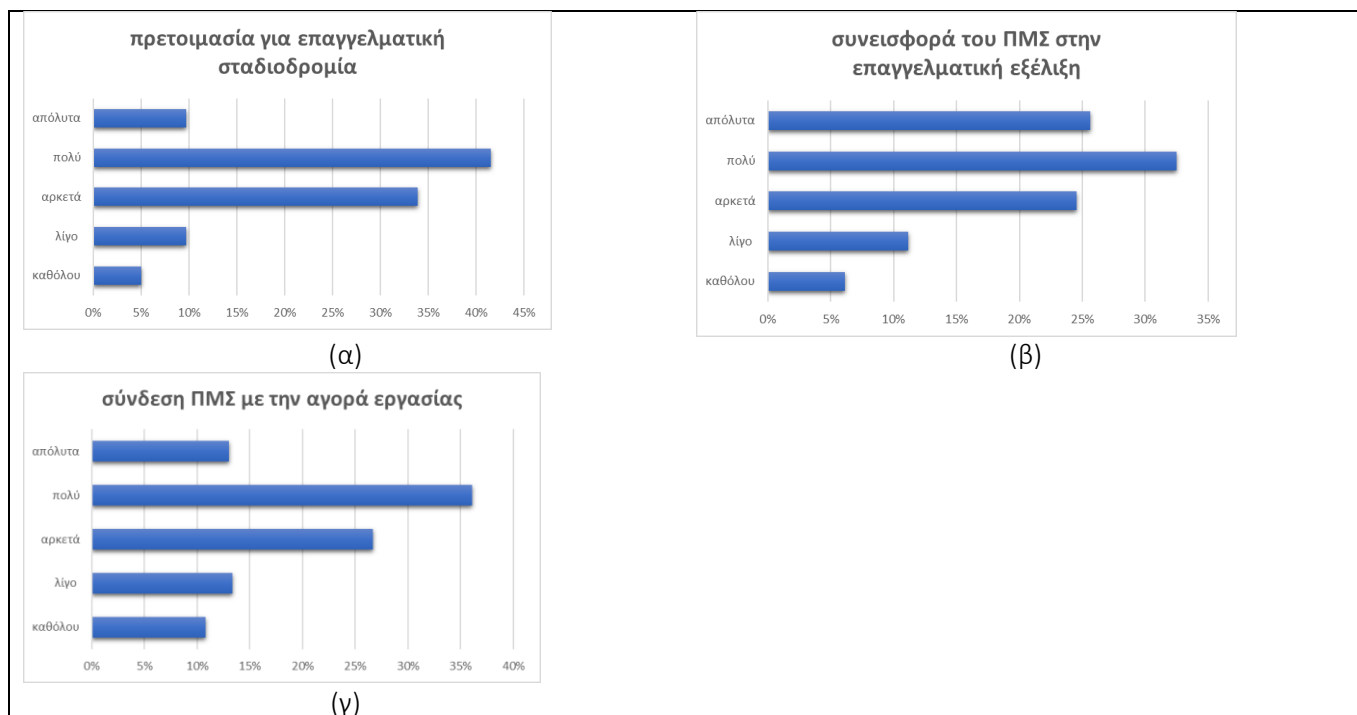 πρετοιμασία για επαγγελματική
σταδιοδρομία
απόλυτα
πολύ
αρκετά
λίγο
καθόλου
0% 5% 10% 15% 20% 25% 30% 35% 40% 45%
(α)
συνεισφορά του ΠΜΣ στην
επαγγελματική εξέλιξη
απόλυτα
πολύ
αρκετά
λίγο
καθόλου
0% 5% 10% 15% 20% 25% 30% 35%
(β)
σύνδεση ΠΜΣ με την αγορά εργασίας
απόλυτα
πολύ
αρκετά
λίγο
καθόλου
0% 5% 10% 15% 20% 25% 30% 35% 40%
(γ)